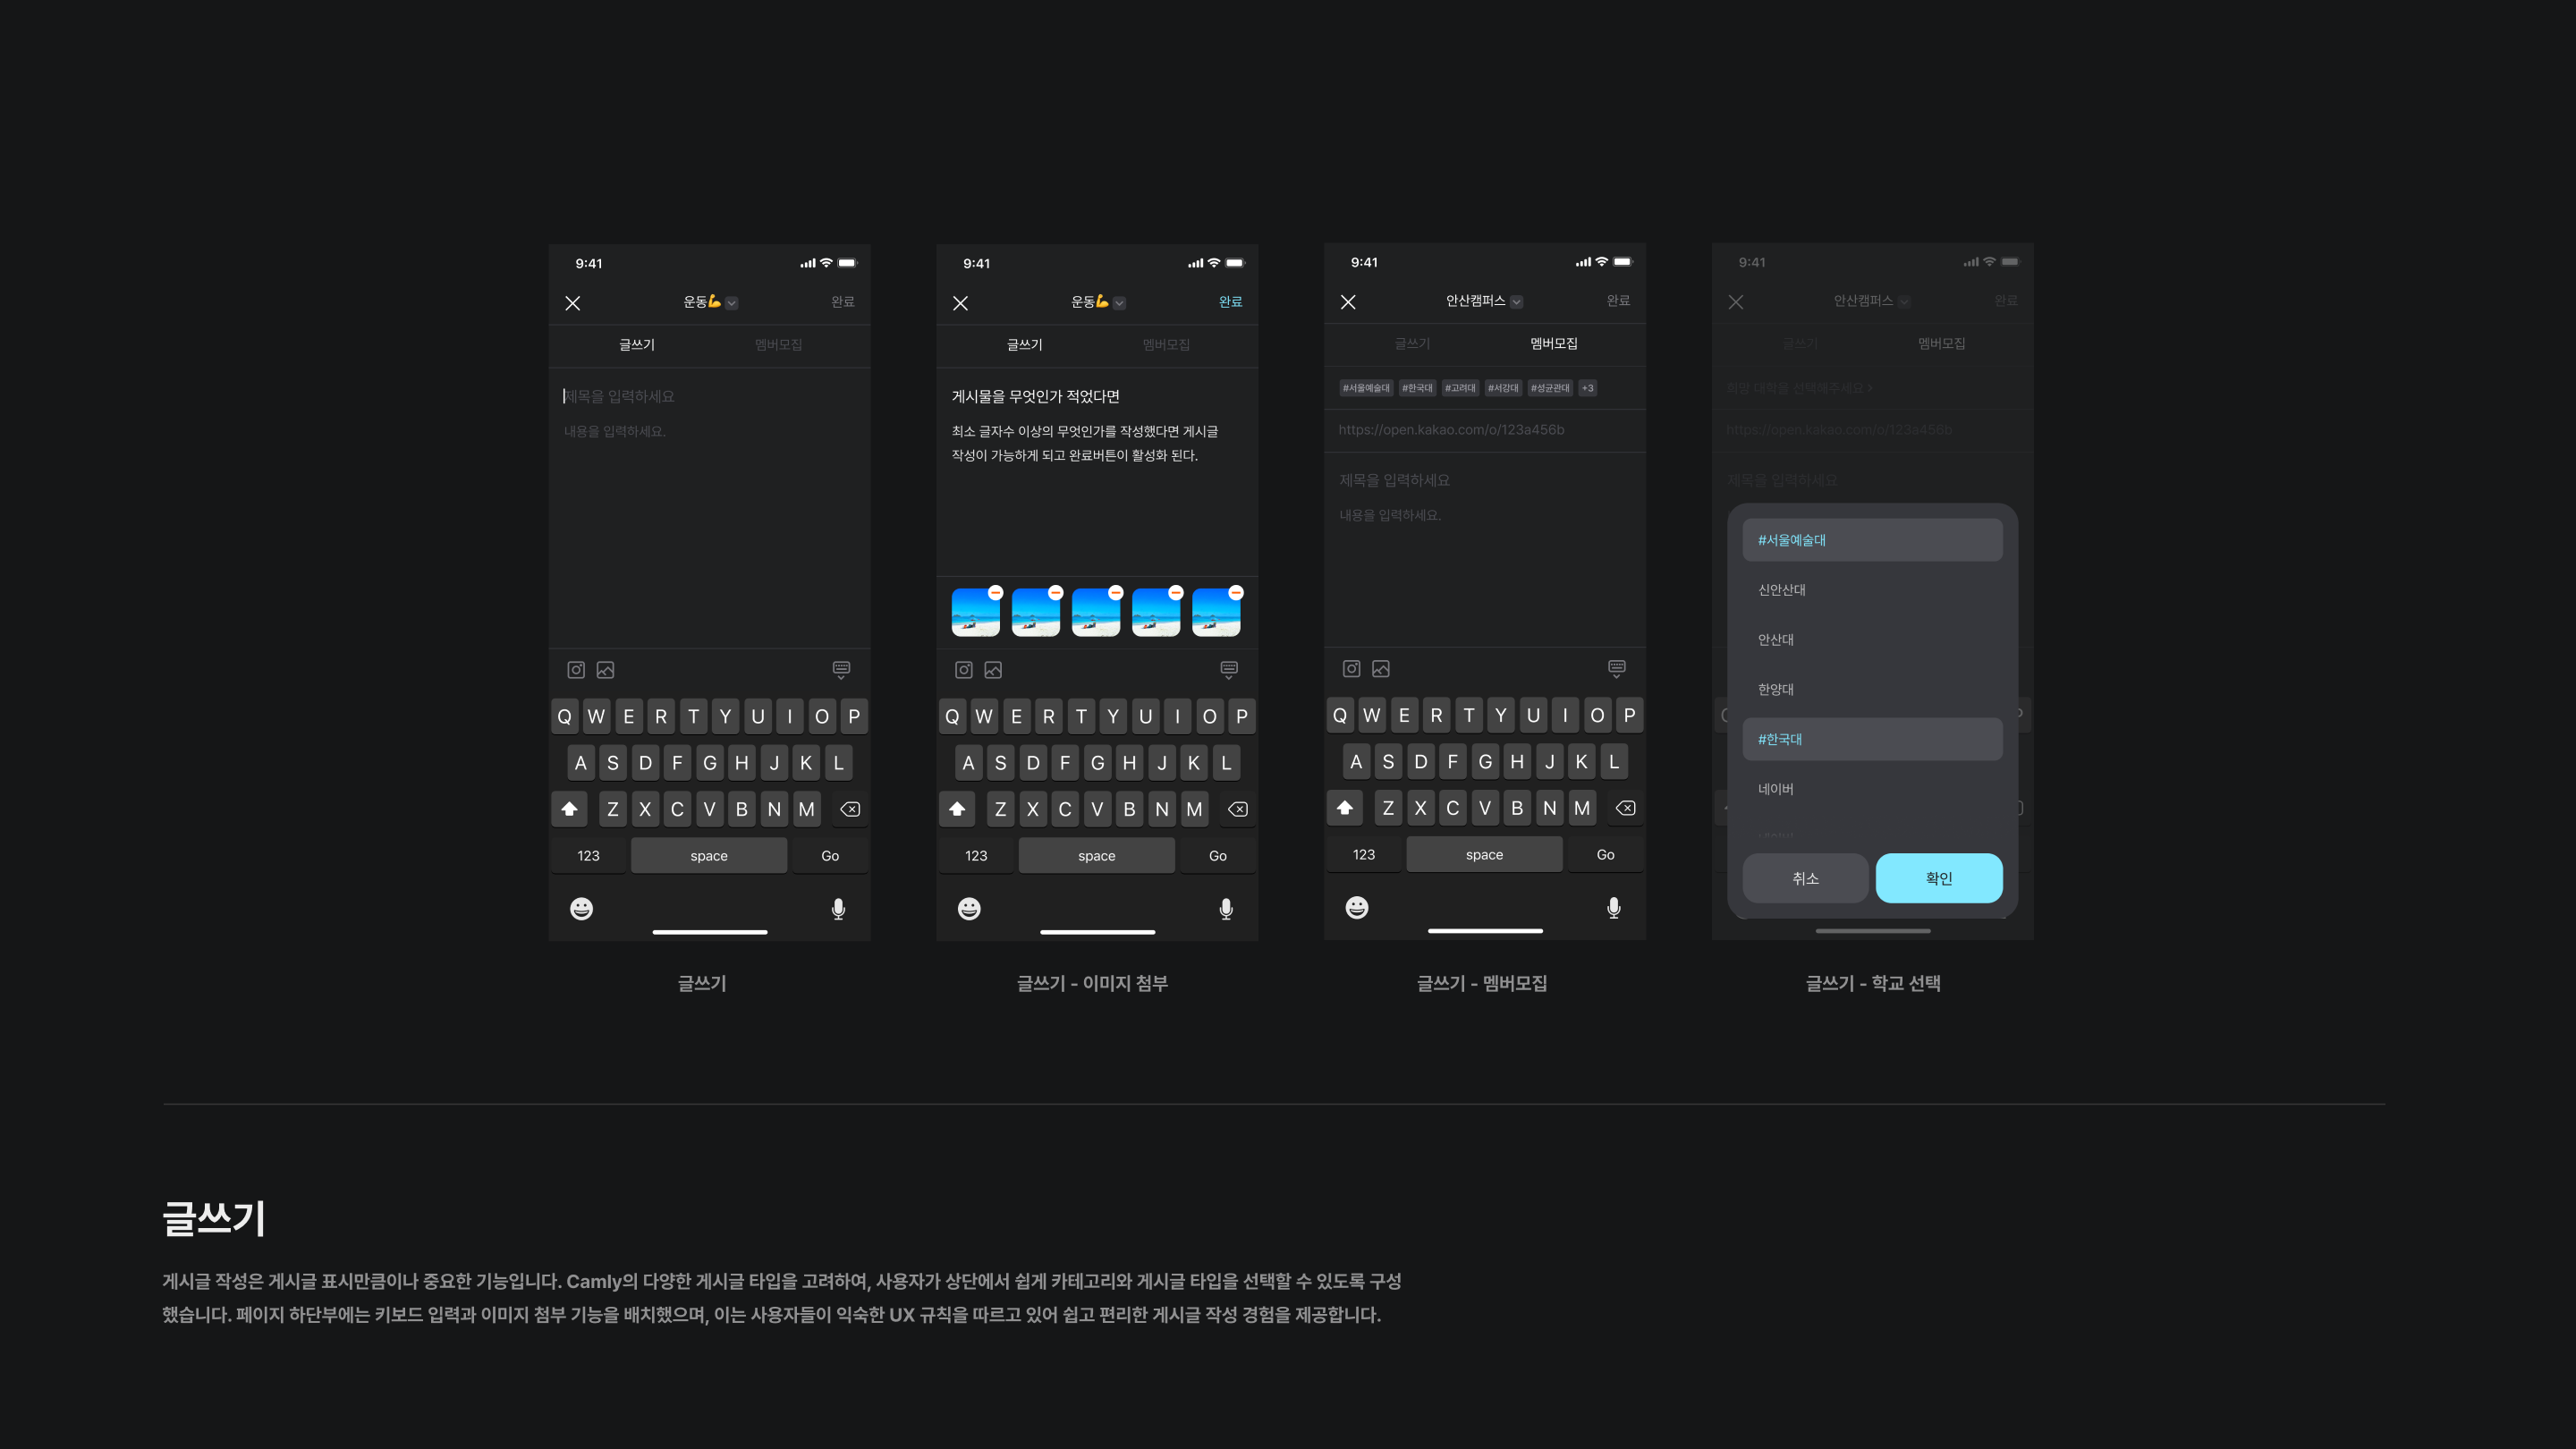 9:41
운동💪
완료
글쓰기
멤버모집
제목을 입력하세요
내용을 입력하세요.
Q W E R T Y U I O P
A S D F G H J K L
Z X C V B N M
123
space
Go
글쓰기
9:41
운동💪
완료
글쓰기
멤버모집
게시물을 무엇인가 적었다면
최소 글자수 이상의 무엇인가를 작성했다면 게시글
작성이 가능하게 되고 완료버튼이 활성화 된다.
Q W E R T Y U I O P
A S D F G H J K L
Z X C V B N M
123
space
Go
글쓰기 - 이미지 첨부
9:41
안산캠퍼스
완료
글쓰기
멤버모집
#서울예술대 #한국대 #고려대 #서강대 #성균관대 +3
https://open.kakao.com/o/123a456b
제목을 입력하세요
내용을 입력하세요.
Q W E R T Y U I O P
A S D F G H J K L
Z X C V B N M
123
space
Go
글쓰기 - 멤버모집
9:41
안산캠퍼스
완료
글쓰기
멤버모집
희망 대학을 선택해주세요 >
https://open.kakao.com/o/123a456b
제목을 입력하세요
#서울예술대
신안산대
안산대
한양대
#한국대
네이버
취소
확인
글쓰기 - 학교 선택
글쓰기
게시글 작성은 게시글 표시만큼이나 중요한 기능입니다. Camly의 다양한 게시글 타입을 고려하여, 사용자가 상단에서 쉽게 카테고리와 게시글 타입을 선택할 수 있도록 구성
했습니다. 페이지 하단부에는 키보드 입력과 이미지 첨부 기능을 배치했으며, 이는 사용자들이 익숙한 UX 규칙을 따르고 있어 쉽고 편리한 게시글 작성 경험을 제공합니다.